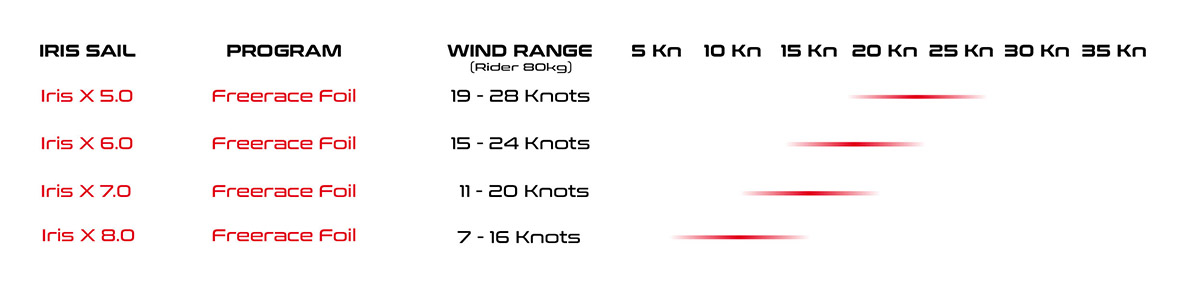 IRIS SAIL PROGRAM WIND RANGE 5 Kn 10 Kn 15 Kn 20 Kn 25 Kn 30 Kn 35 Kn
(Rider 80kg)
Iris X 5.0 Freerace Foil 19 - 28 Knots
Iris X 6.0 Freerace Foil 15 - 24 Knots
Iris X 7.0 Freerace Foil 11 - 20 Knots
Iris X 8.0 Freerace Foil 7 - 16 Knots